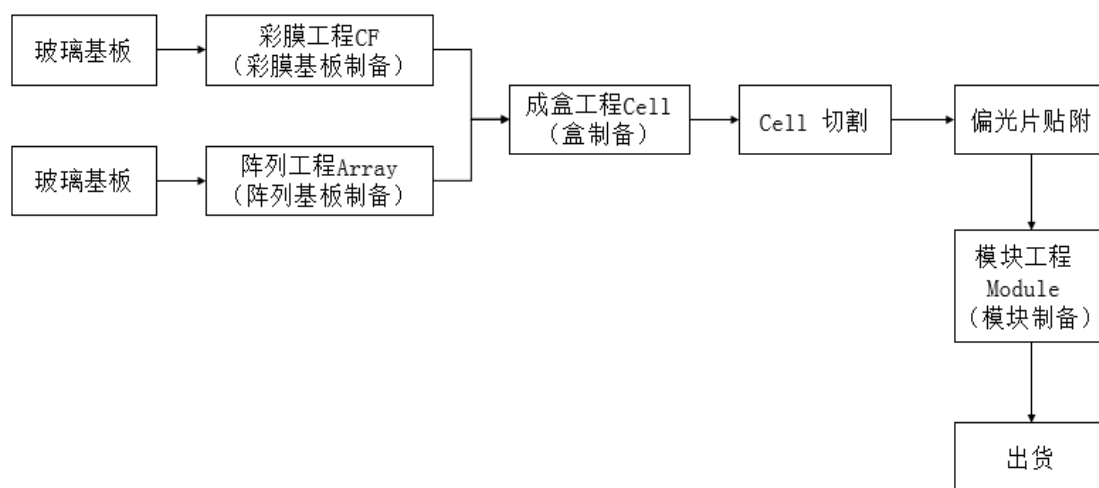 玻璃基板
彩膜工程CF
（彩膜基板制备）
玻璃基板
阵列工程Array
（阵列基板制备）
成盒工程Cell
（盒制备）
Cell 切割
偏光片贴附
模块工程
Module
（模块制备）
出货